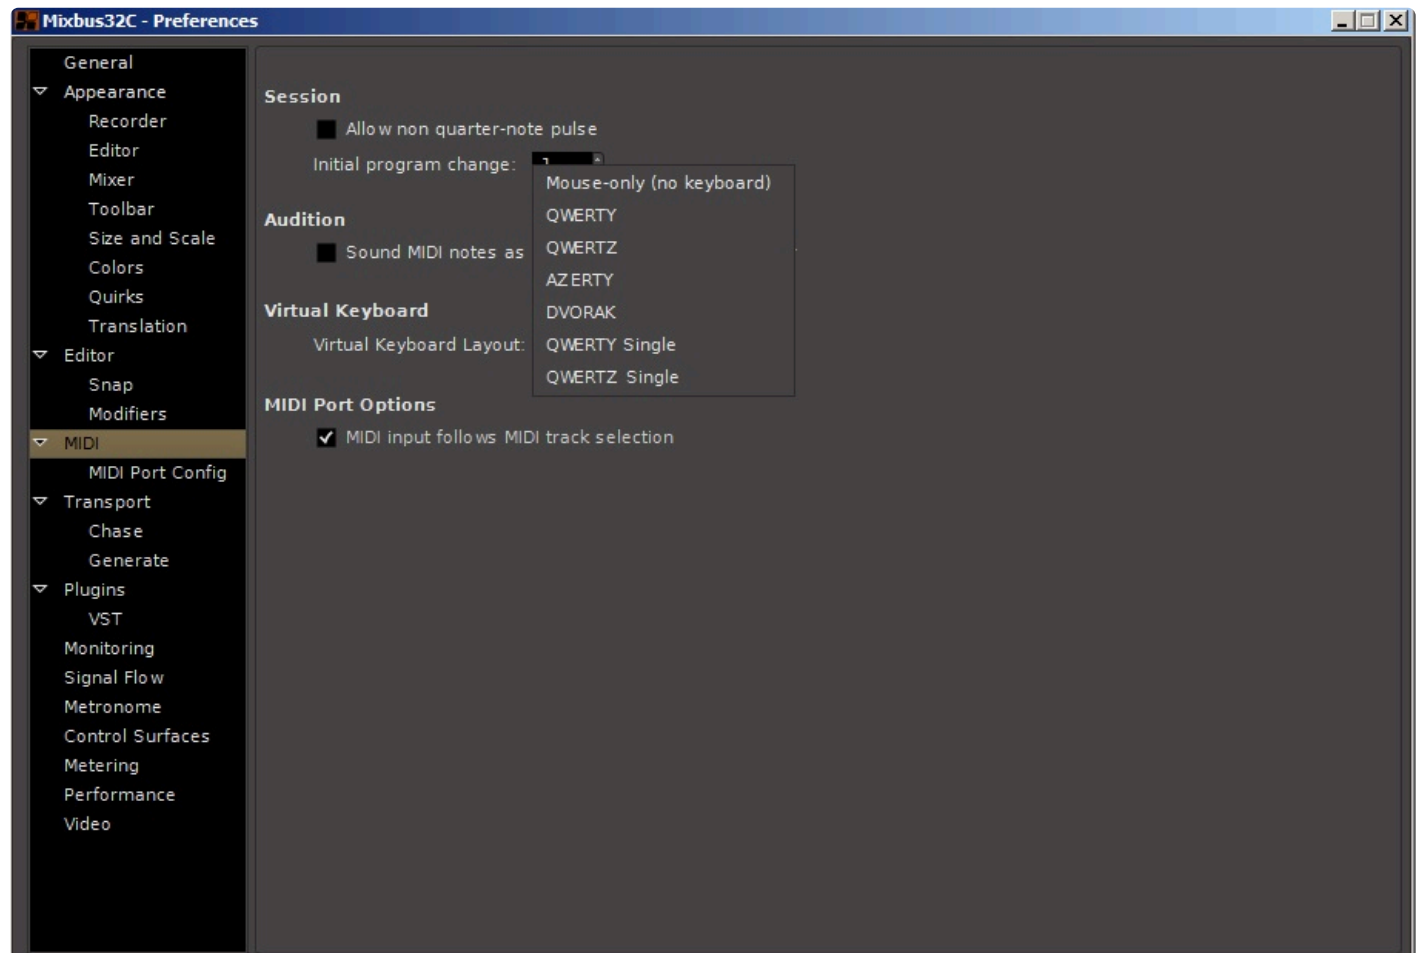 Mixbus32C - Preferences
General
Appearance
Recorder
Editor
Mixer
Toolbar
Size and Scale
Colors
Quirks
Translation
Editor
Snap
Modifiers
MIDI
MIDI Port Config
Transport
Chase
Generate
Plugins
VST
Monitoring
Signal Flow
Metronome
Control Surfaces
Metering
Performance
Video
Session
Allow non quarter-note pulse
Initial program change:
Audition
Sound MIDI notes as
Virtual Keyboard
Virtual Keyboard Layout:
Mouse-only (no keyboard)
QWERTY
QWERTZ
AZERTY
DVORAK
QWERTY Single
QWERTZ Single
MIDI Port Options
MIDI input follows MIDI track selection